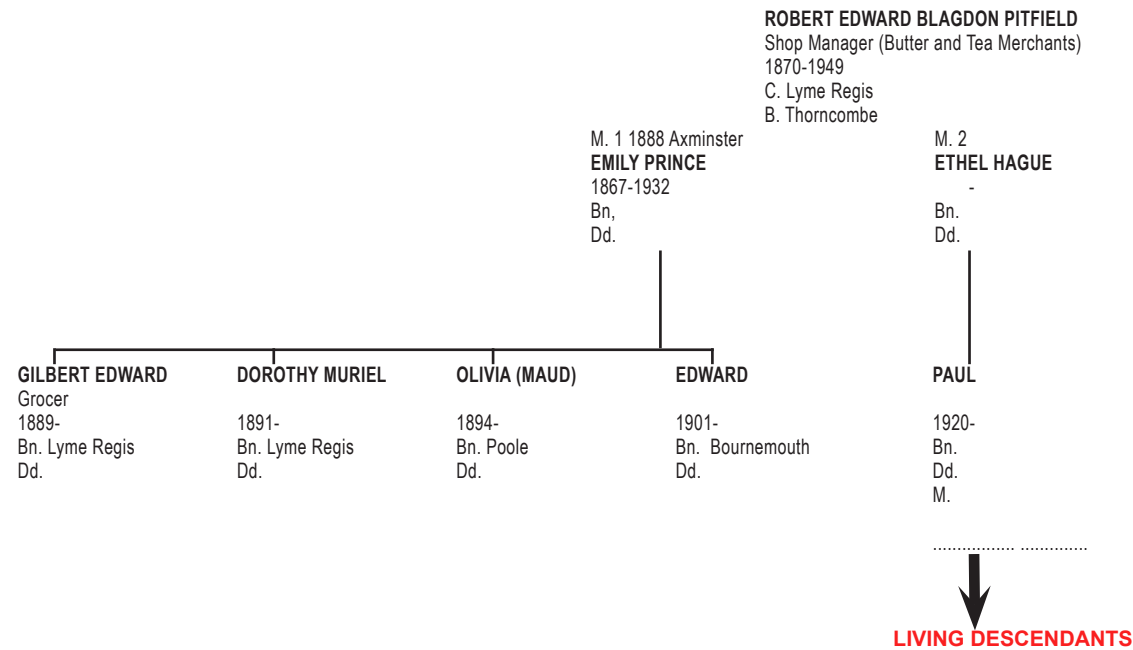 ROBERT EDWARD BLAGDON PITFIELD
Shop Manager (Butter and Tea Merchants)
1870-1949
C. Lyme Regis
B. Thorncombe
M. 1 1888 Axminster
EMILY PRINCE
1867-1932
Bn,
Dd.
M. 2
ETHEL HAGUE
-
Bn.
Dd.
GILBERT EDWARD
Grocer
1889-
Bn. Lyme Regis
Dd.
DOROTHY MURIEL
1891-
Bn. Lyme Regis
Dd.
OLIVIA (MAUD)
1894-
Bn. Poole
Dd.
EDWARD
1901-
Bn. Bournemouth
Dd.
PAUL
1920-
Bn.
Dd.
M.
................. ..............
LIVING DESCENDANTS